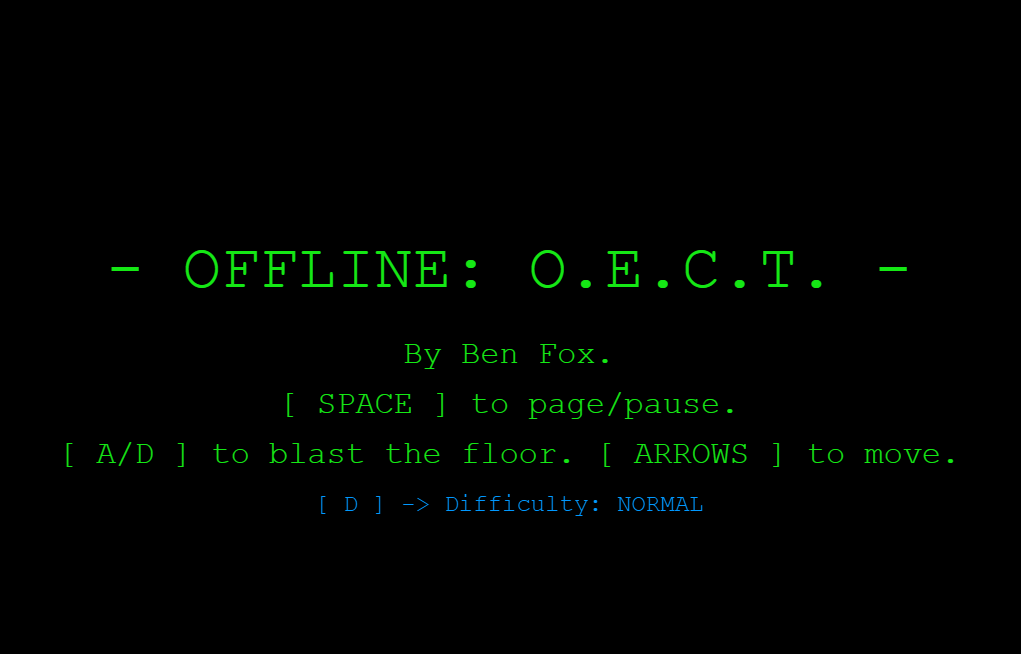 - OFFLINE: O.E.C.T. -
By Ben Fox.
[ SPACE ] to page/pause.
[ A/D ] to blast the floor. [ ARROWS ] to move.
[ D ] -> Difficulty: NORMAL